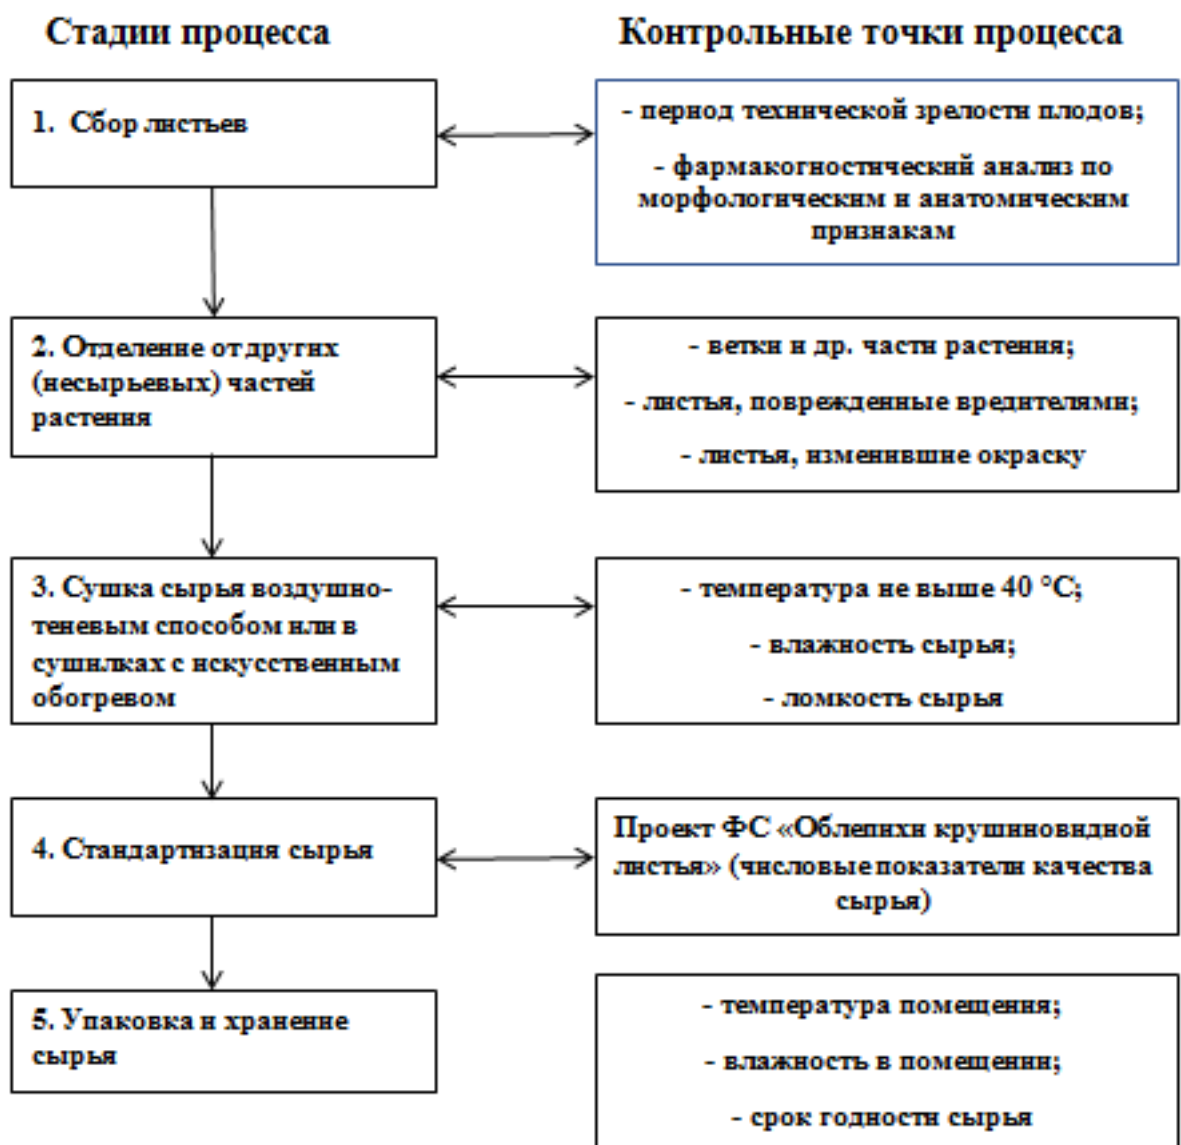 Стадии процесса
Контрольные точки процесса
1. Сбор листьев
- период технической зрелости плодов;
- фармакогностический анализ по
морфологическим и анатомическим
признакам
2. Отделение от других
(несырьевых) частей
растения
- ветки и др. части растения;
- листья, поврежденные вредителями;
- листья, изменившие окраску
3. Сушка сырья воздушно-
теневым способом или в
сушилках с искусственным
обогревом
- температура не выше 40 °С;
- влажность сырья;
- ломкость сырья
4. Стандартизация сырья
Проект ФС «Облепихи крушиновидной
листья» (числовые показатели качества
сырья)
5. Упаковка и хранение
сырья
- температура помещения;
- влажность в помещении;
- срок годности сырья